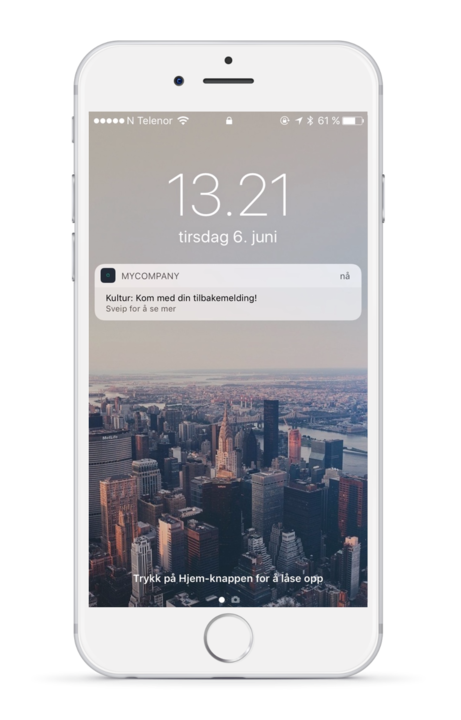 N Telenor 61 %
13.21
tirsdag 6. juni
MYCOMPANY nå
Kultur: Kom med din tilbakemelding!
Sveip for å se mer
Trykk på Hjem-knappen for å låse opp